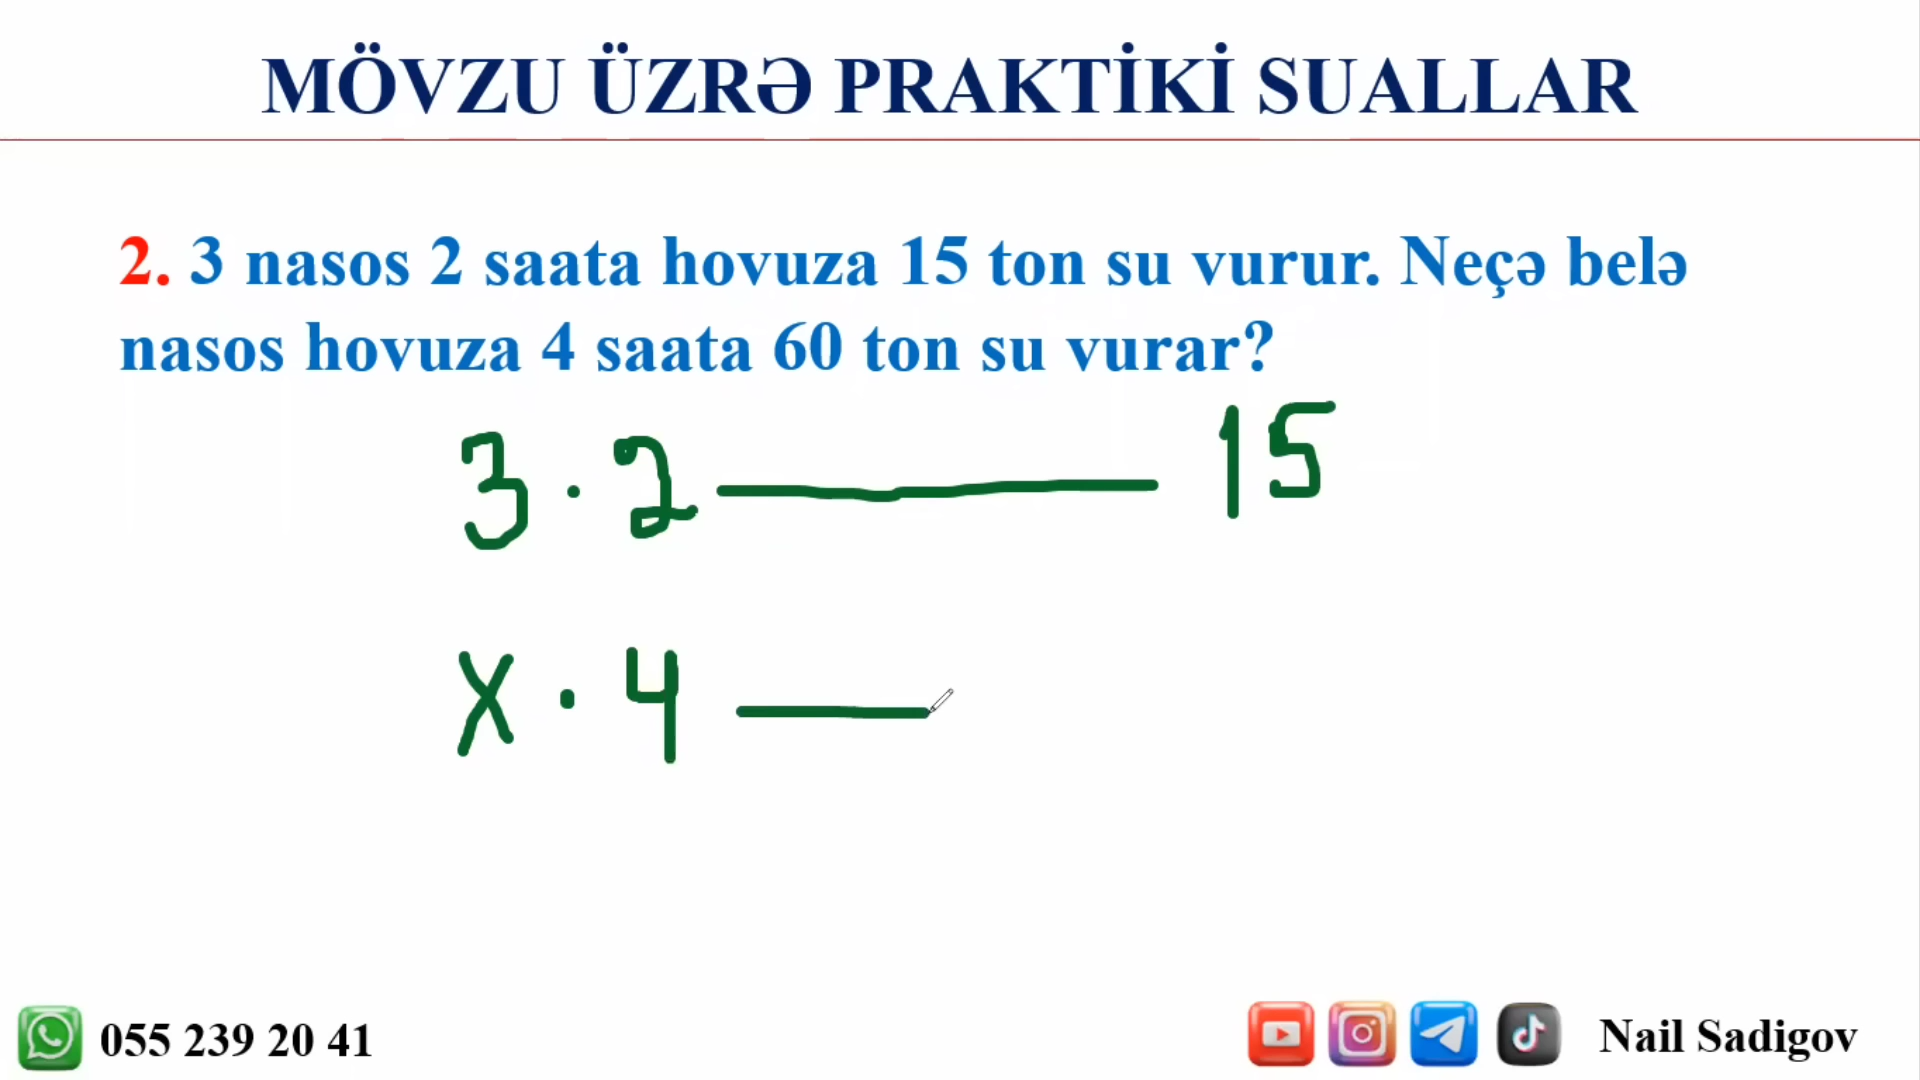 MÖVZU ÜZRƏ PRAKTİKİ SUALLAR
2. 3 nasos 2 saata hovuza 15 ton su vurur. Neçə belə
nasos hovuza 4 saata 60 ton su vurar?
3 · 2 —— 15
x · 4 ——
055 239 20 41
Nail Sadigov